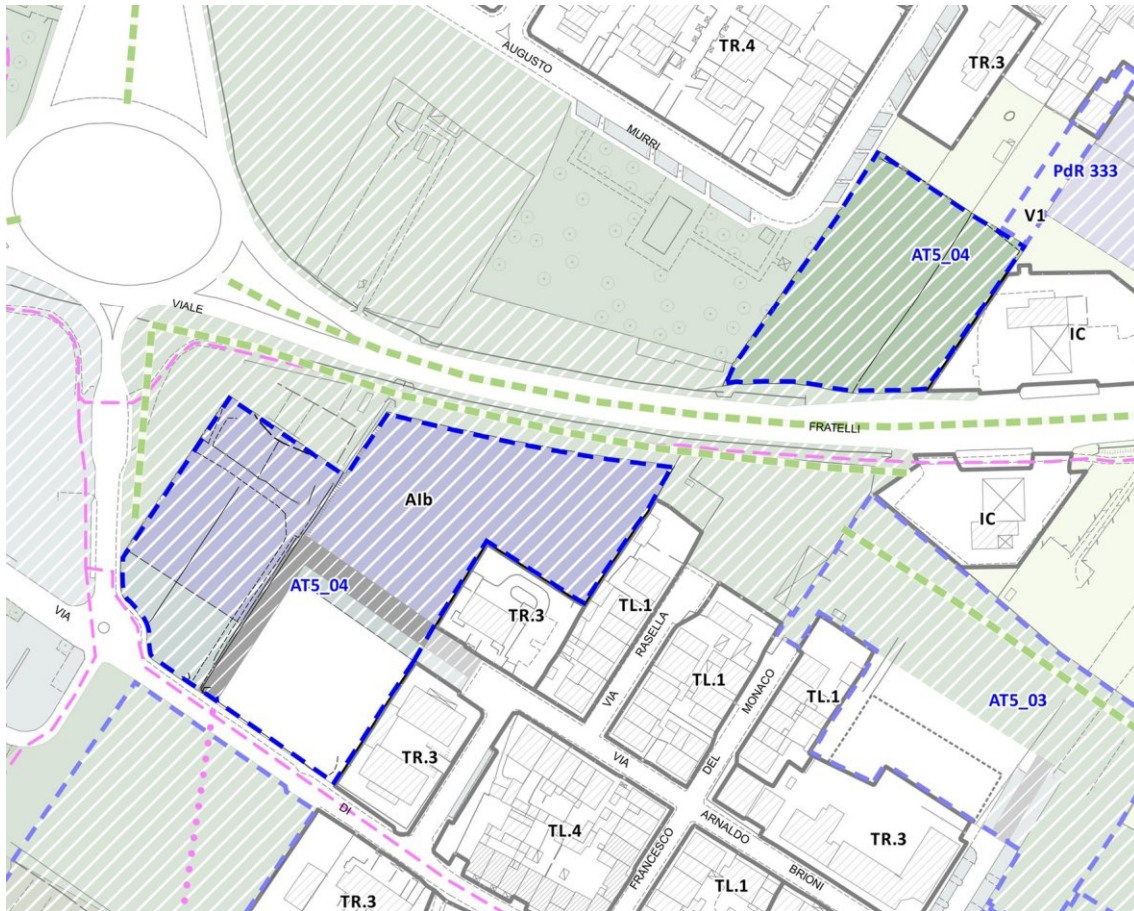 TR.4
AUGUSTO
TR.3
MURRI
PdR 333
V1
AT5_04
VIALE
IC
FRATELLI
AIb
IC
AT5_04
TR.3
TL.1
RASELLA
VIA
VIA
TL.1
MONACO
TL.1
AT5_03
VIA
TR.3
DEL
DI
TL.4
ARNALDO
TR.3
FRANCESCO
BRIONI
TL.1
TR.3